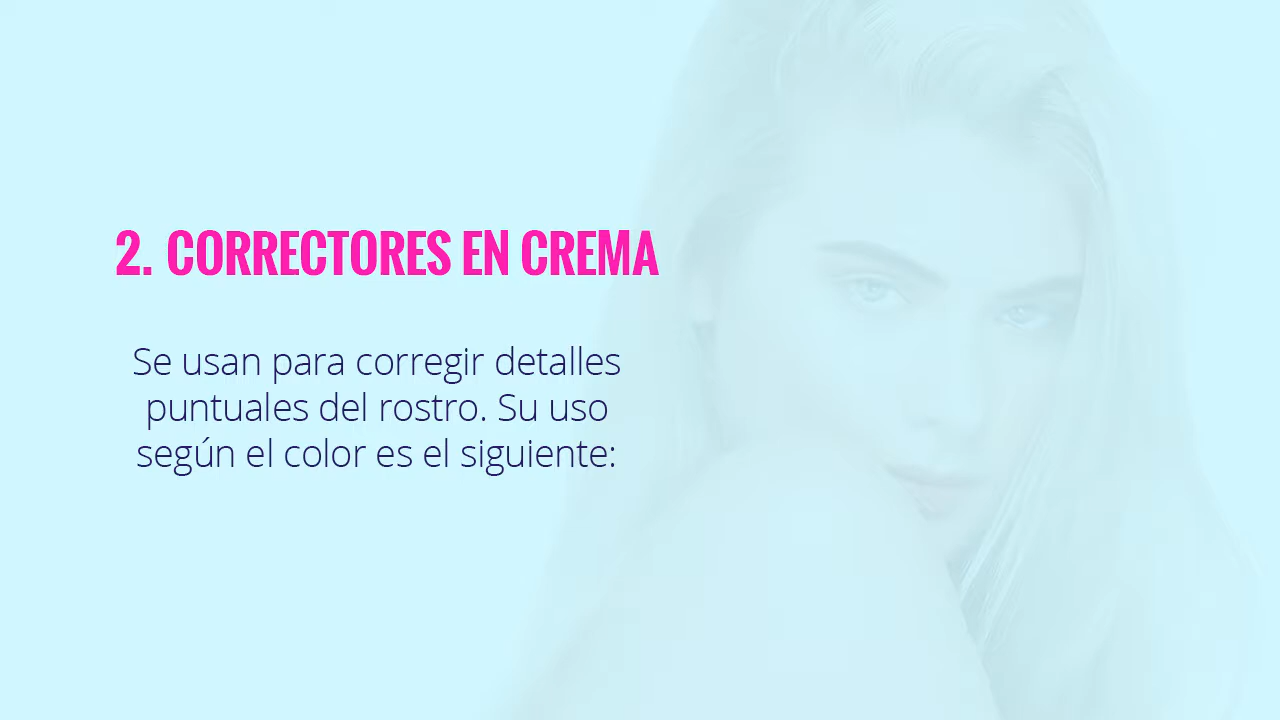 2. CORRECTORES EN CREMA
Se usan para corregir detalles
puntuales del rostro. Su uso
según el color es el siguiente: